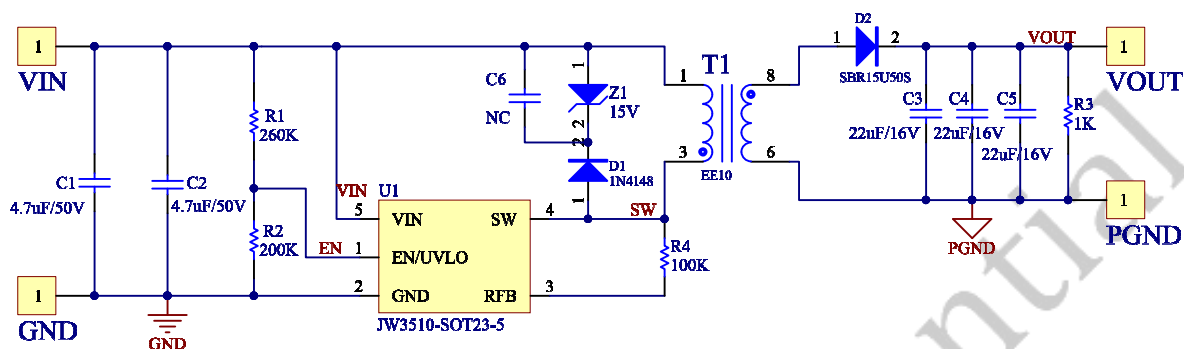 1
VIN
C1
4.7uF/50V
C2
4.7uF/50V
R1
260K
R2
200K
1
GND
GND
VIN
EN
U1
5
VIN
SW
4
1
EN/UVLO
2
GND
RFB
3
JW3510-SOT23-5
C6
NC
1
Z1
15V
2
2
D1
1N4148
1
SW
R4
100K
T1
1
8
3
6
EE10
D2
1
2
SBR15U50S
VOUT
C3
22uF/16V
C4
22uF/16V
C5
22uF/16V
R3
1K
PGND
1
VOUT
1
PGND
ntial